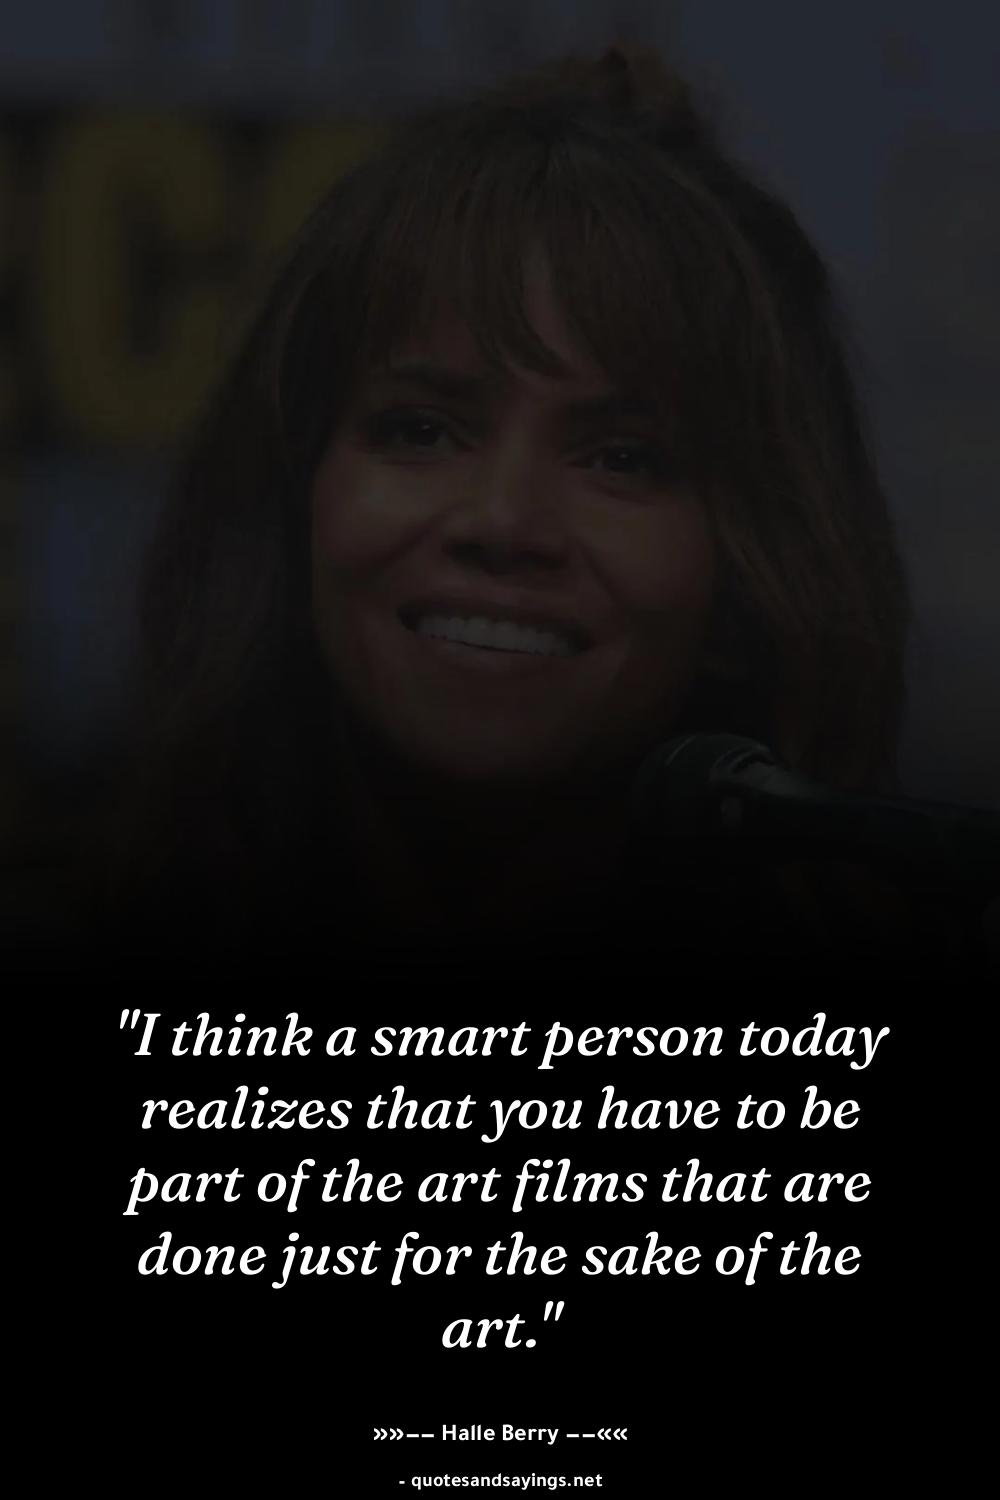 "I think a smart person today
realizes that you have to be
part of the art films that are
done just for the sake of the
art."
»»−− Halle Berry −−««
- quotesandsayings.net